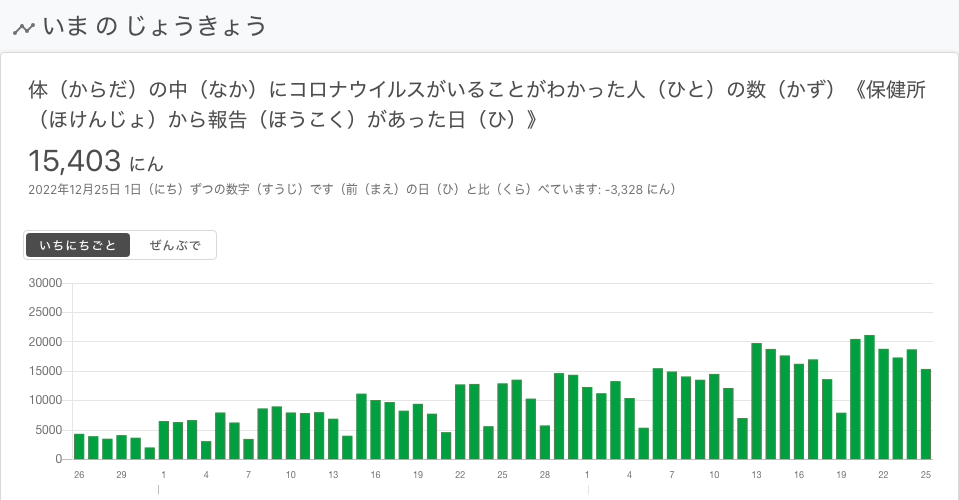 いま の じょうきょう
体（からだ）の中（なか）にコロナウイルスがいることがわかった人（ひと）の数（かず）《保健所
（ほけんじょ）から報告（ほうこく）があった日（ひ）》
15,403 にん
2022年12月25日 1日（にち）ずつの数字（すうじ）です（前（まえ）の日（ひ）と比（くら）べています: -3,328 にん）
いちにちごと ぜんぶで
30000
25000
20000
15000
10000
5000
0
26 29 1 4 7 10 13 16 19 22 25 28 1 4 7 10 13 16 19 22 25